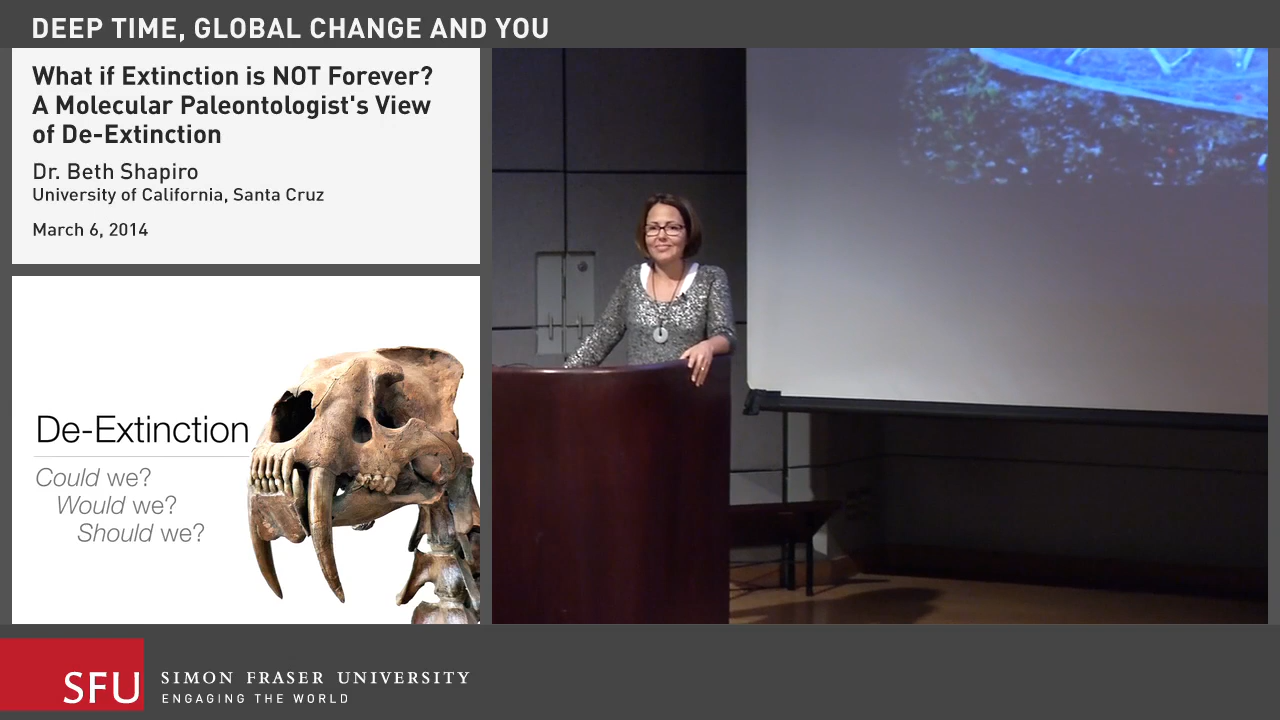 DEEP TIME, GLOBAL CHANGE AND YOU
What if Extinction is NOT Forever?
A Molecular Paleontologist's View
of De-Extinction
Dr. Beth Shapiro
University of California, Santa Cruz
March 6, 2014
De-Extinction
Could we?
Would we?
Should we?
SFU
SIMON FRASER UNIVERSITY
ENGAGING THE WORLD